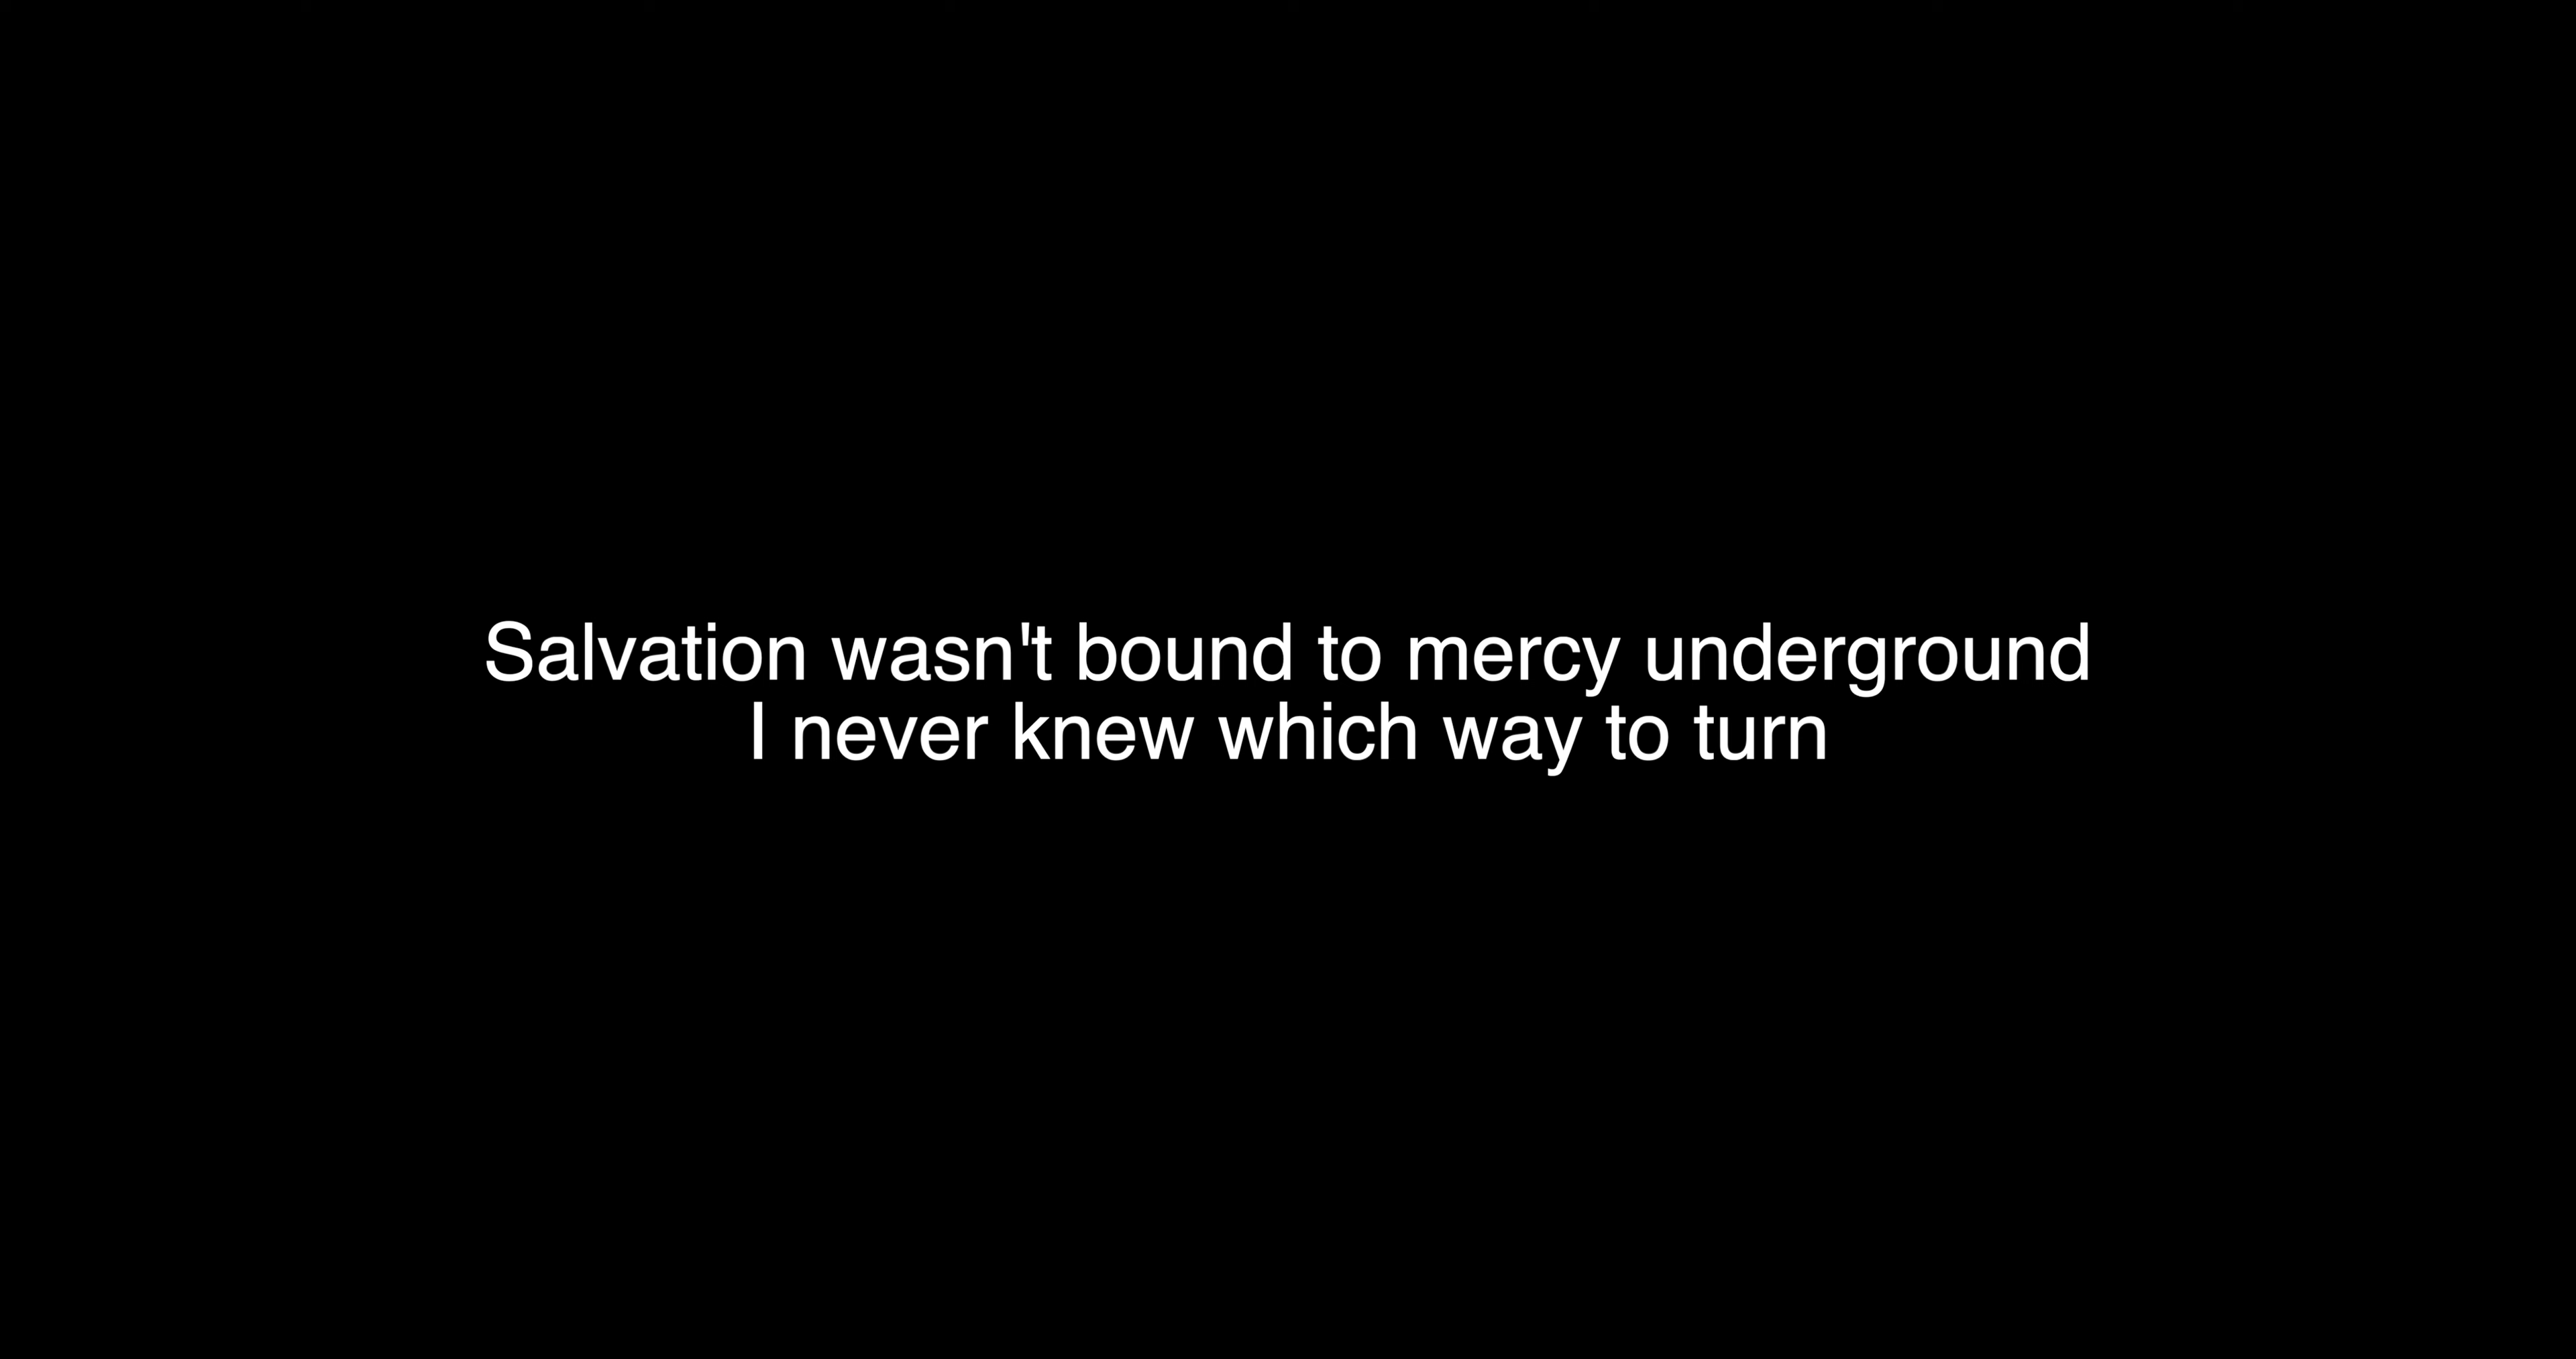 Salvation wasn't bound to mercy underground
I never knew which way to turn